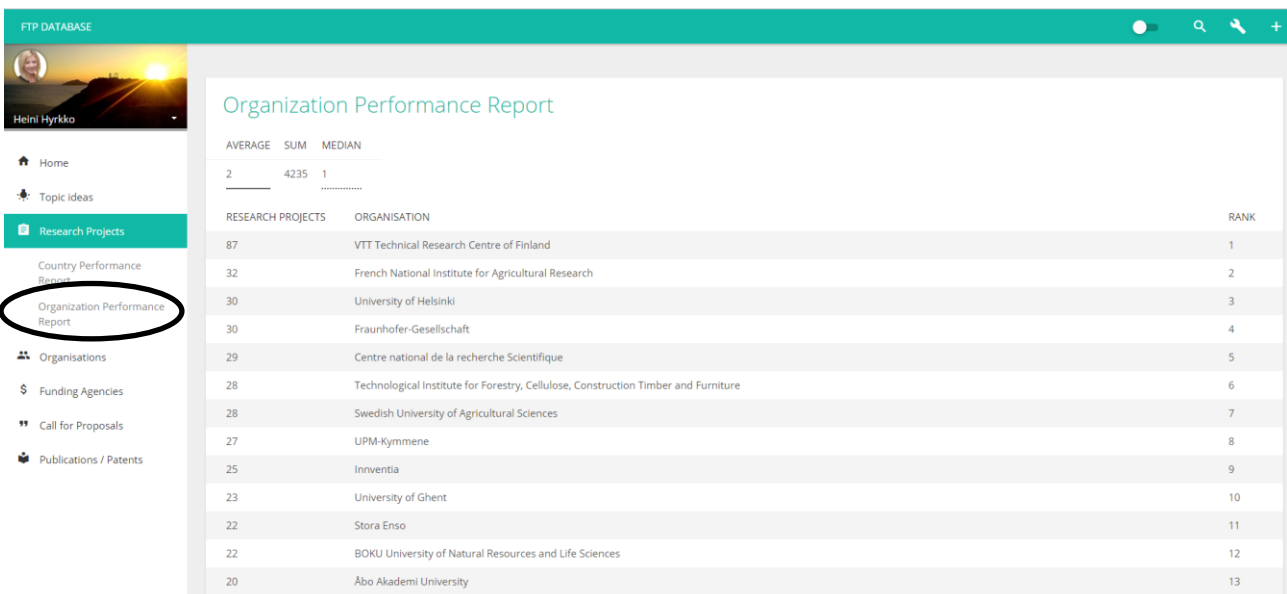 FTP DATABASE
Heini Hyrkko
Home
Topic ideas
Research Projects
Country Performance
Report
Organization Performance
Report
Organisations
Funding Agencies
Call for Proposals
Publications / Patents
Organization Performance Report
AVERAGE SUM MEDIAN
2 4235 1
RESEARCH PROJECTS ORGANISATION RANK
87 VTT Technical Research Centre of Finland 1
32 French National Institute for Agricultural Research 2
30 University of Helsinki 3
30 Fraunhofer-Gesellschaft 4
29 Centre national de la recherche Scientifique 5
28 Technological Institute for Forestry, Cellulose, Construction Timber and Furniture 6
28 Swedish University of Agricultural Sciences 7
27 UPM-Kymmene 8
25 Innventia 9
23 University of Ghent 10
22 Stora Enso 11
22 BOKU University of Natural Resources and Life Sciences 12
20 Åbo Akademi University 13